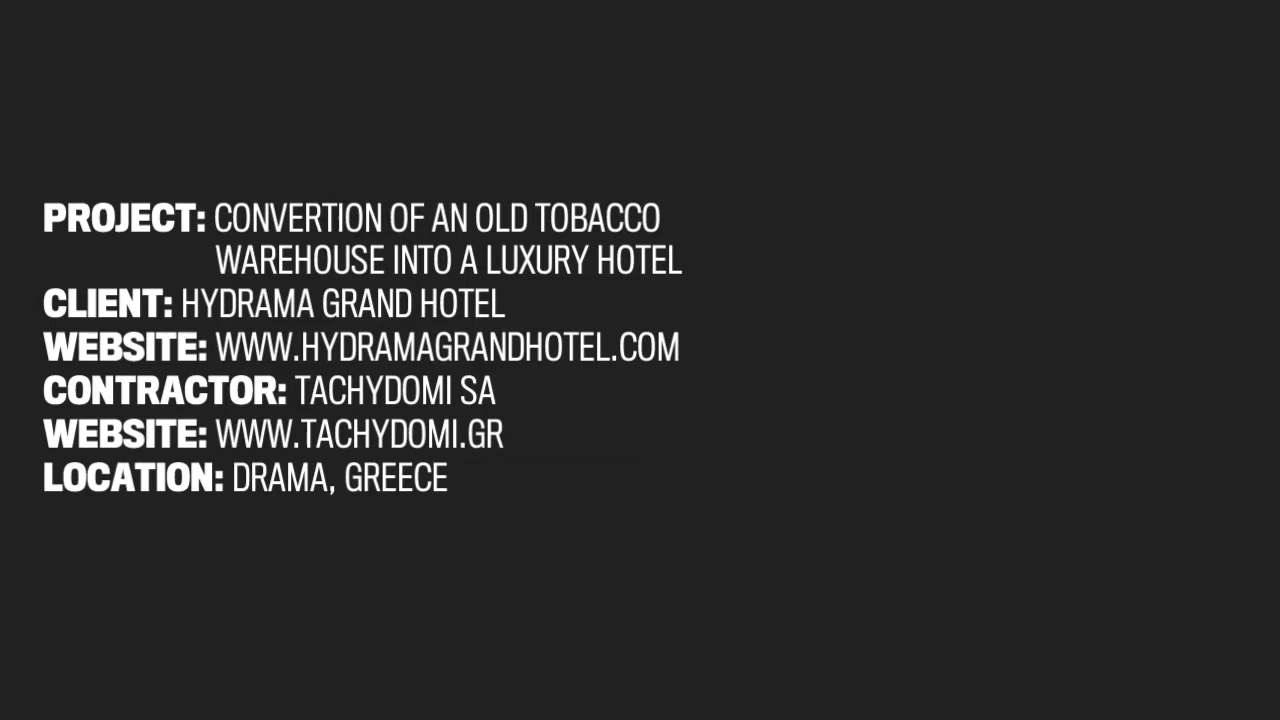 PROJECT: CONVERTION OF AN OLD TOBACCO
WAREHOUSE INTO A LUXURY HOTEL
CLIENT: HYDRAMA GRAND HOTEL
WEBSITE: WWW.HYDRAMAGRANDHOTEL.COM
CONTRACTOR: TACHYDOMI SA
WEBSITE: WWW.TACHYDOMI.GR
LOCATION: DRAMA, GREECE